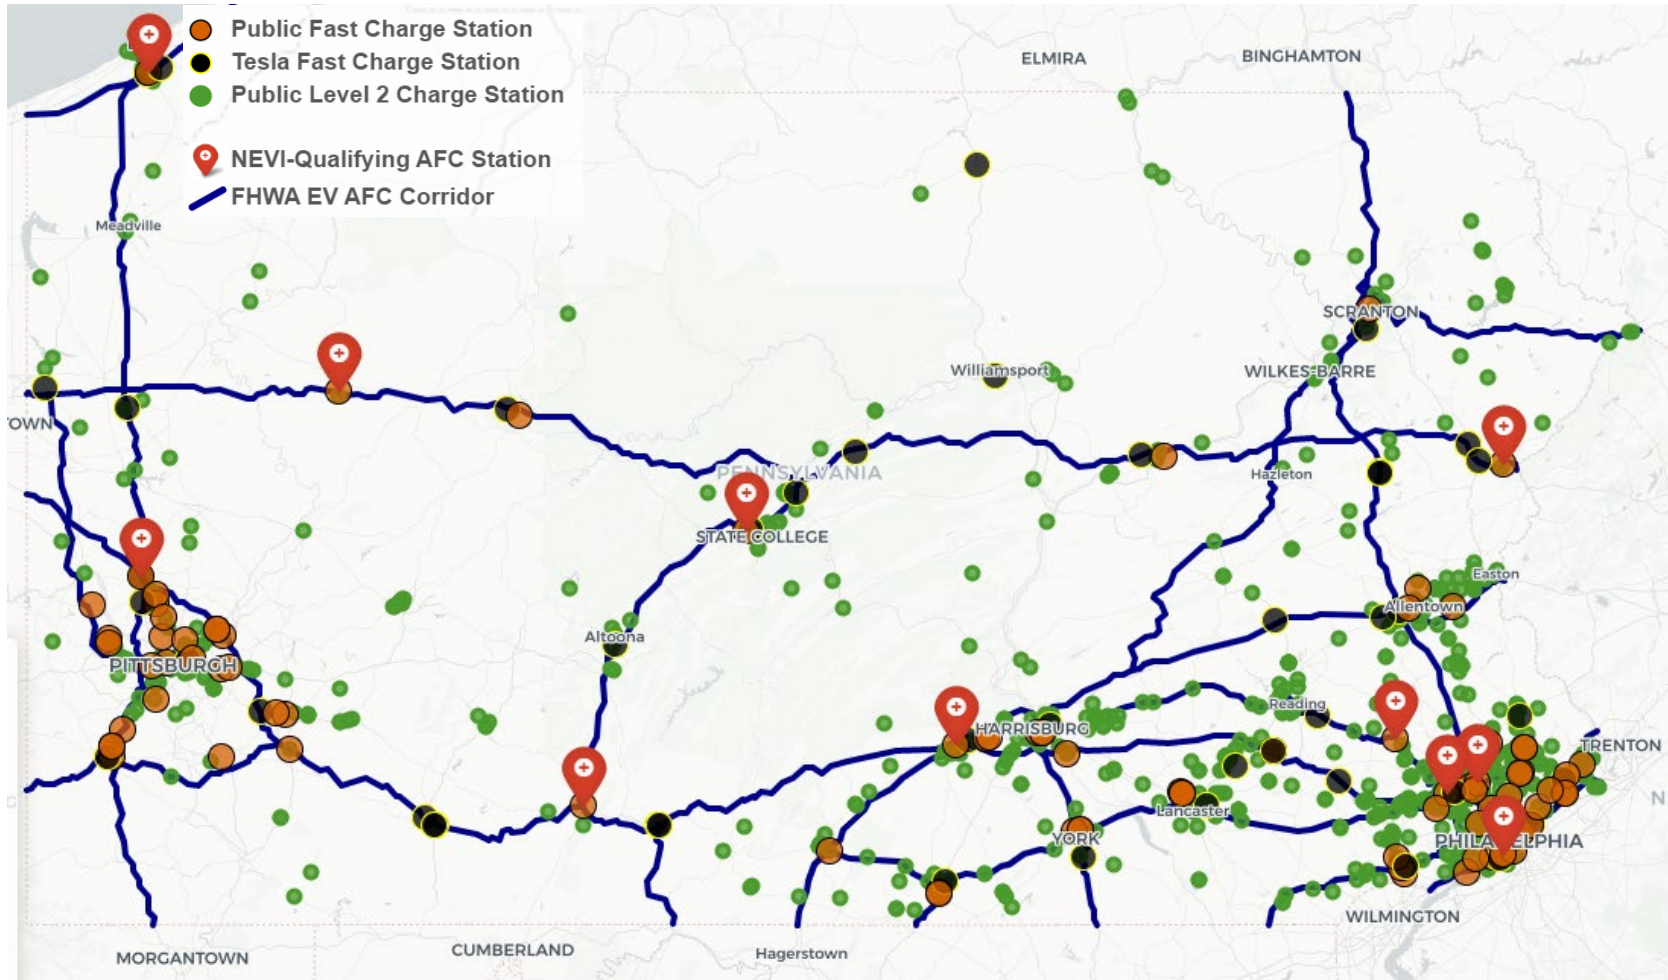 Public Fast Charge Station
Tesla Fast Charge Station
Public Level 2 Charge Station
NEVI-Qualifying AFC Station
FHWA EV AFC Corridor
ELMIRA
BINGHAMTON
Meadville
SCRANTON
Williamsport
WILKES-BARRE
OWN
PENNSYLVANIA
Hazleton
STATE COLLEGE
Easton
Allentown
Altoona
PITTSBURGH
Reading
HARRISBURG
TRENTON
N
Lancaster
YORK
PHILADELPHIA
WILMINGTON
CUMBERLAND
Hagerstown
MORGANTOWN